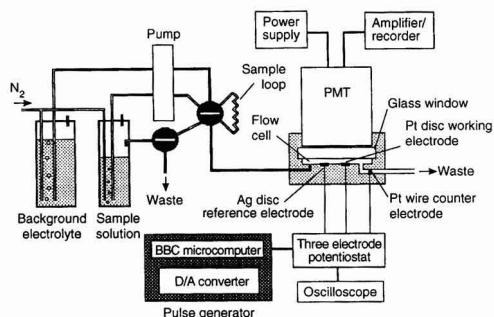 Pump
Power
supply
Amplifier/
recorder
N2
Sample
loop
PMT
Glass window
Flow
cell
Pt disc working
electrode
Waste
Waste
Background
electrolyte
Sample
solution
Ag disc
reference electrode
Pt wire counter
electrode
BBC microcomputer
D/A converter
Pulse generator
Three electrode
potentiostat
Oscilloscope